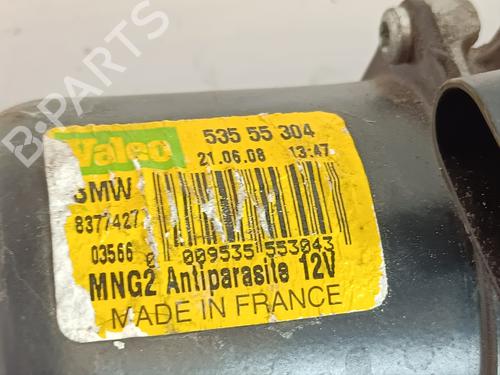 Valeo 535 55 304
21.06.08 13:47
BMW
8377427
03566
0 009535 553043
MNG2 Antiparasite 12V
MADE IN FRANCE
B-PARTS